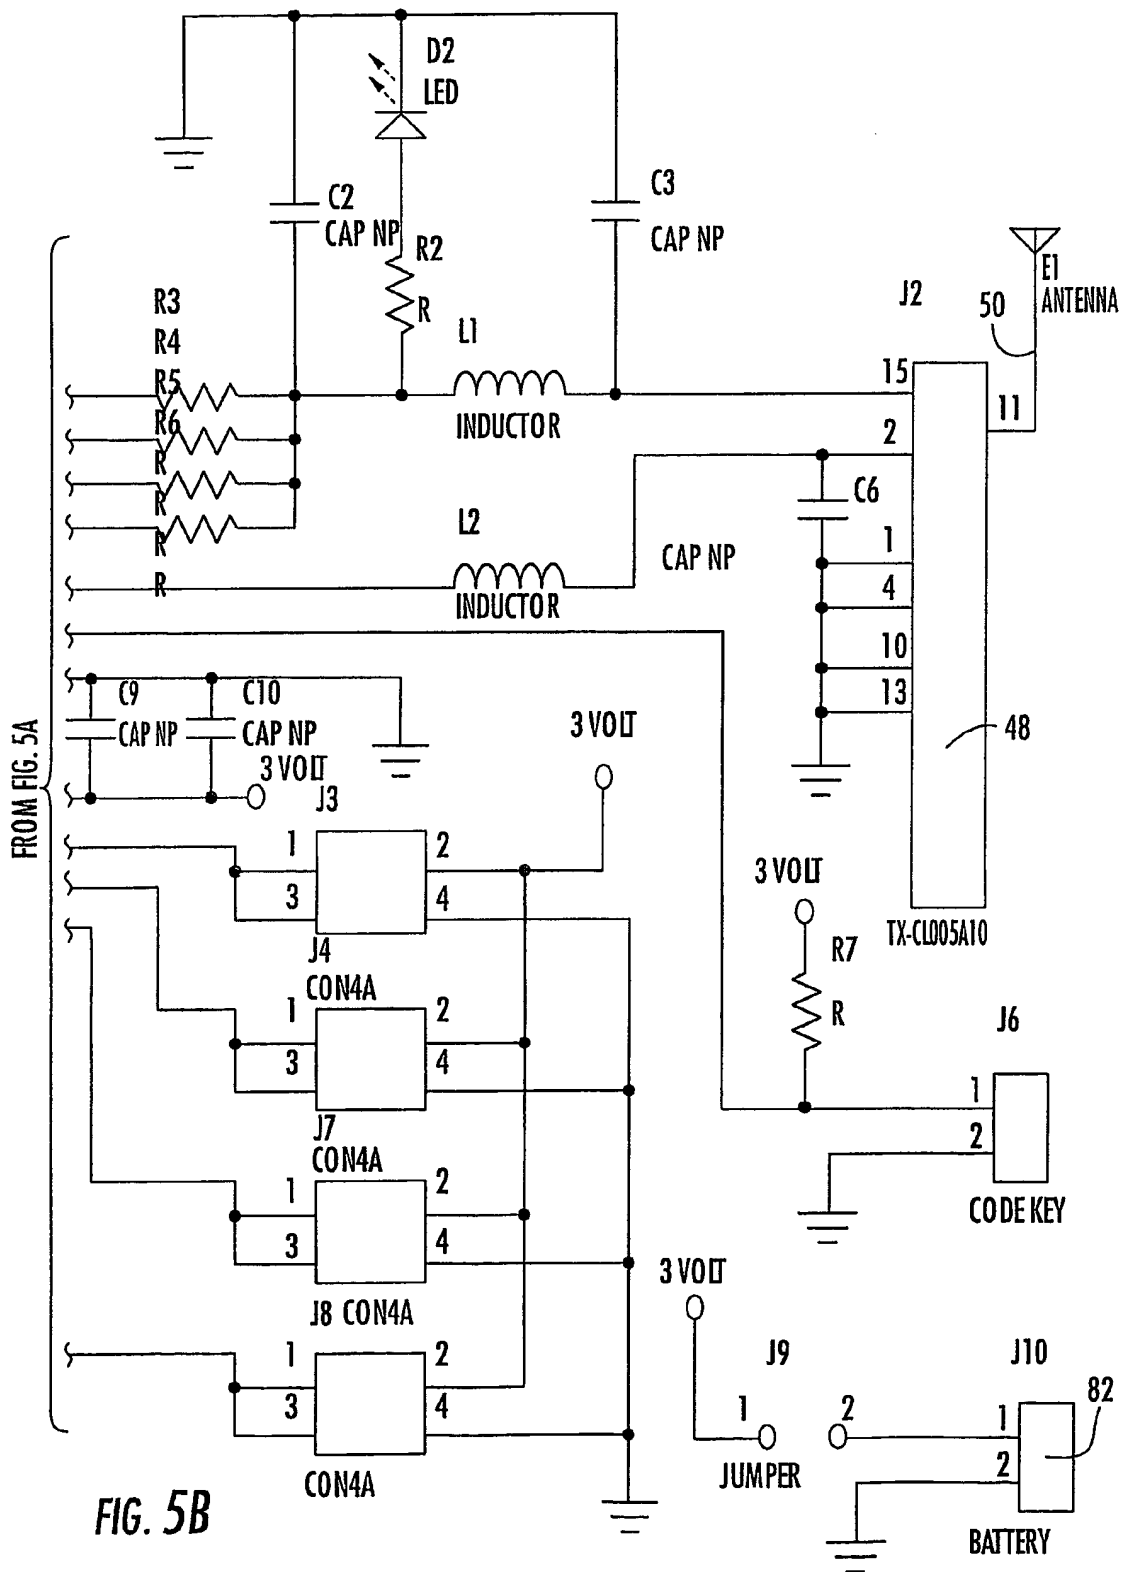 D2
LED
C2
CAP NP
C3
CAP NP
R2
R
E1
ANTENNA
50
J2
R3
R4
R5
R6
R
R
R
R
L1
INDUCTOR
15
2
11
C6
CAP NP
L2
INDUCTOR
1
4
10
13
48
TX-CL005A10
C9
CAP NP
C10
CAP NP
3 VOLT
3 VOLT
FROM FIG. 5A
J3
1
2
3
4
J4
CON4A
1
2
3
4
J7
CON4A
1
2
3
4
J8 CON4A
1
2
3
4
CON4A
3 VOLT
R7
R
J6
1
2
CODE KEY
3 VOLT
J9
1
2
JUMPER
J10
82
1
2
BATTERY
FIG. 5B